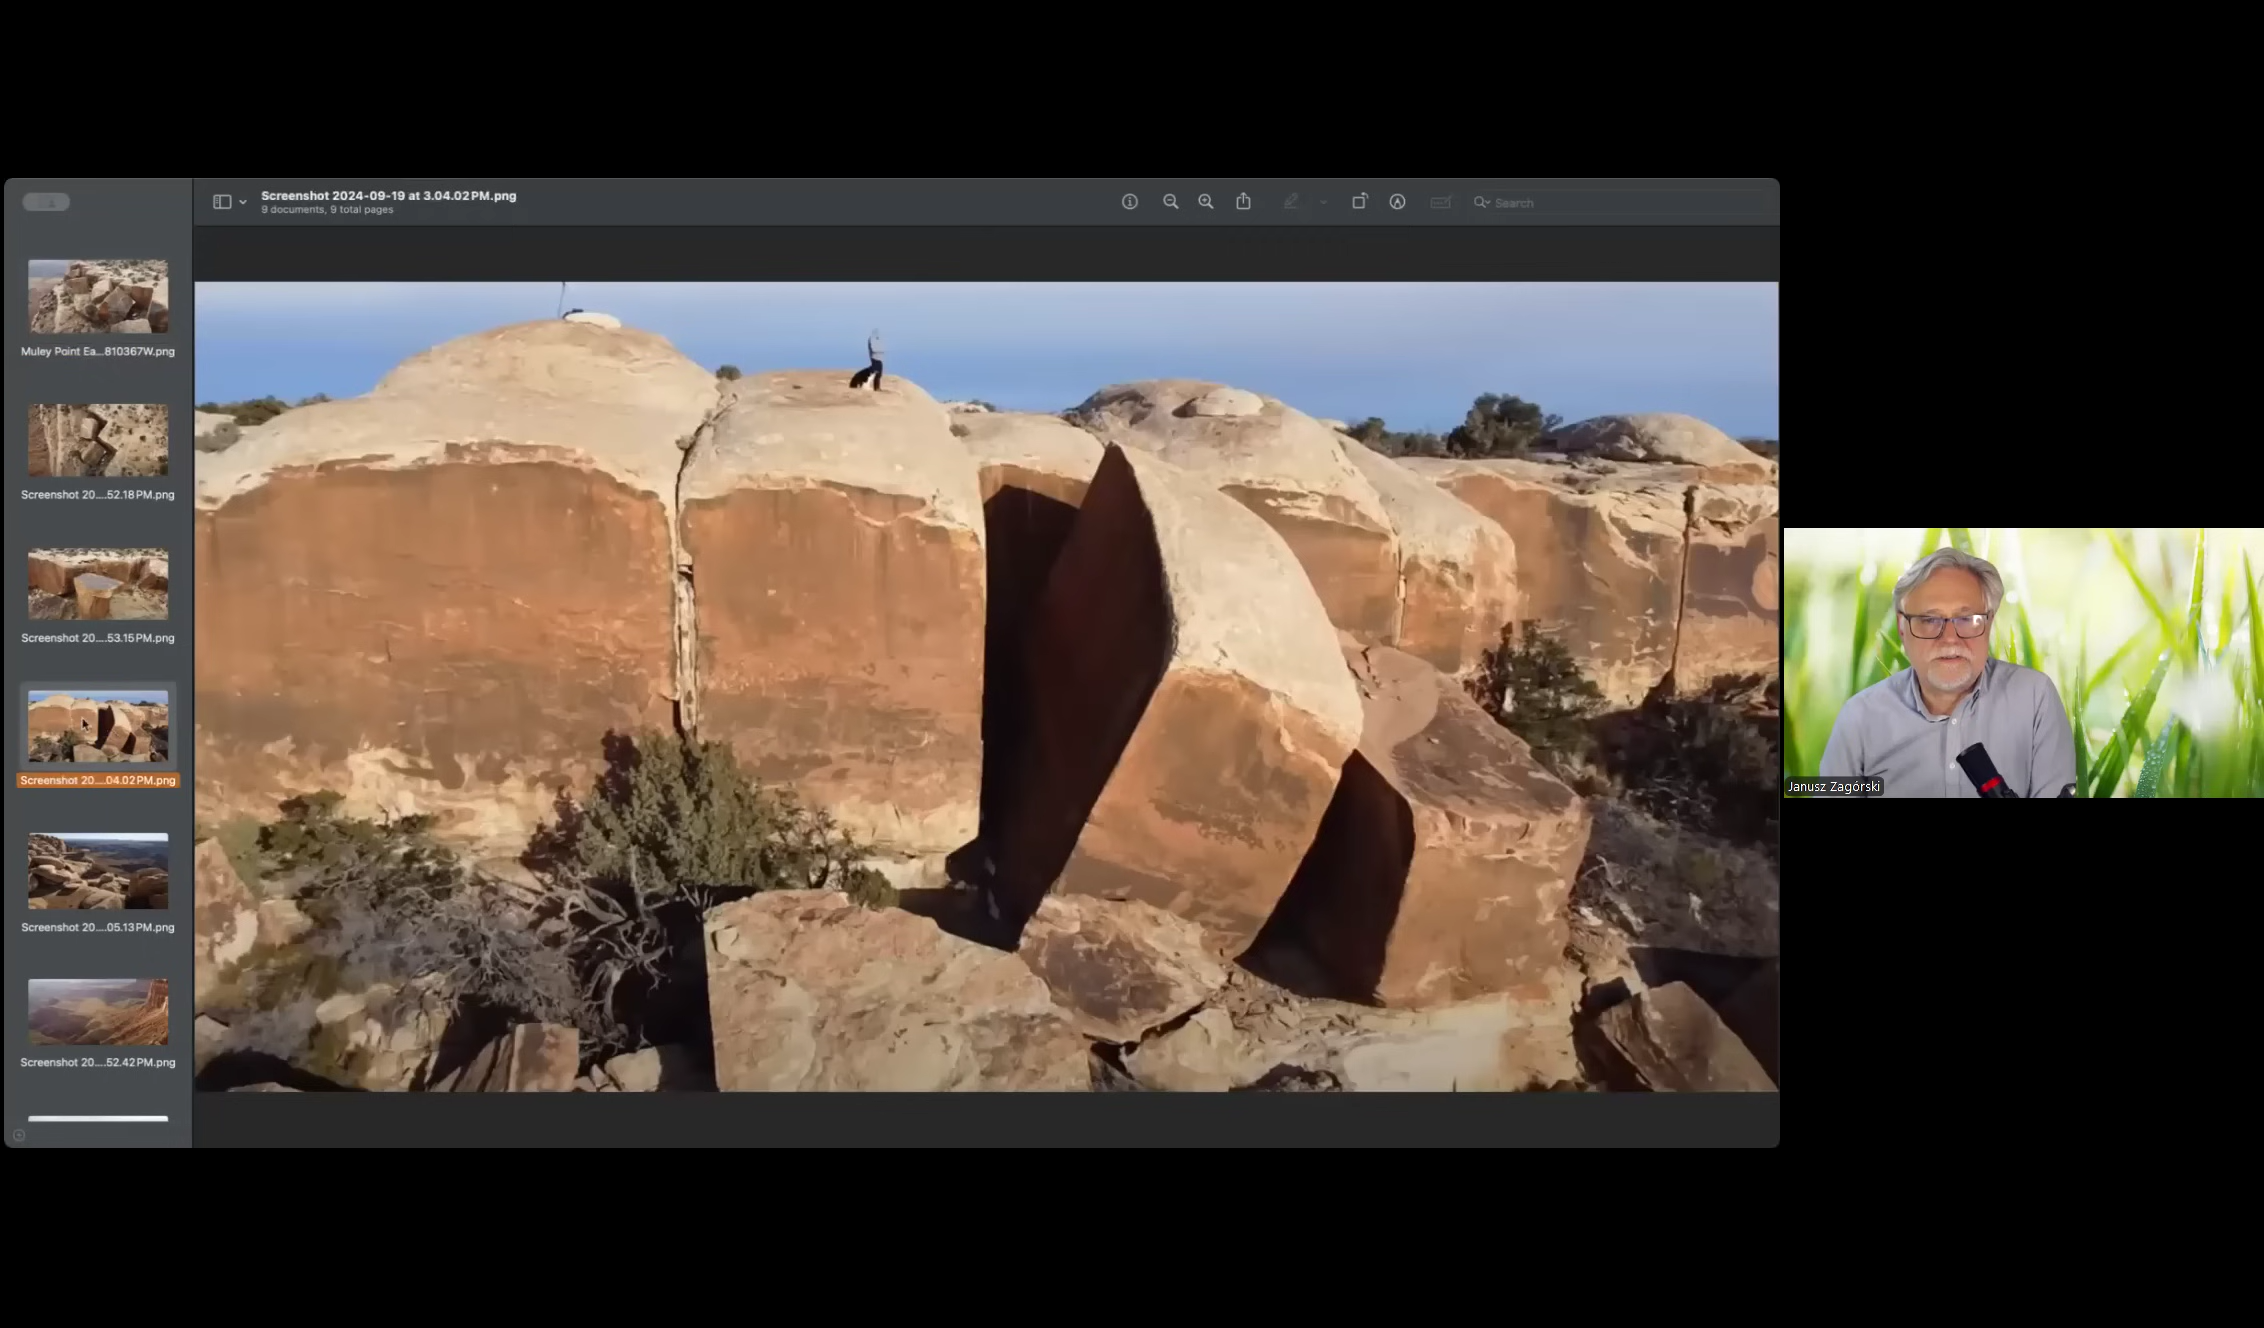 Screenshot 2024-09-19 at 3.04.02 PM.png
9 documents, 9 total pages
Search
Muley Point Ea...810367W.png
Screenshot 20....52.18 PM.png
Screenshot 20....53.15 PM.png
Screenshot 20....04.02 PM.png
Screenshot 20....05.13 PM.png
Screenshot 20....52.42 PM.png
Janusz Zagórski